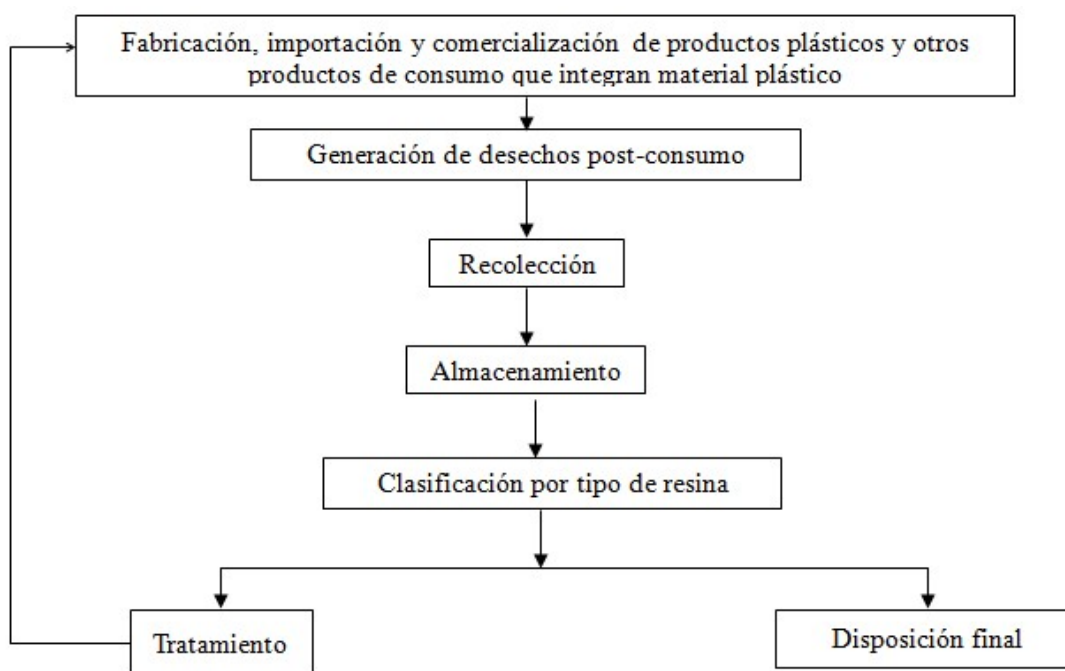 Fabricación, importación y comercialización de productos plásticos y otros
productos de consumo que integran material plástico
Generación de desechos post-consumo
Recolección
Almacenamiento
Clasificación por tipo de resina
Tratamiento
Disposición final